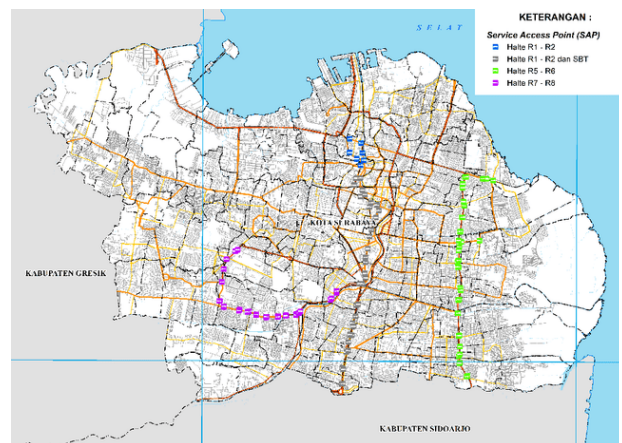 KETERANGAN :
Service Access Point (SAP)
Halte R1 - R2
Halte R1 - R2 dan SBT
Halte R5 - R6
Halte R7 - R8
SELAT
KOTA SURABAYA
KABUPATEN GRESIK
KABUPATEN SIDOARJO